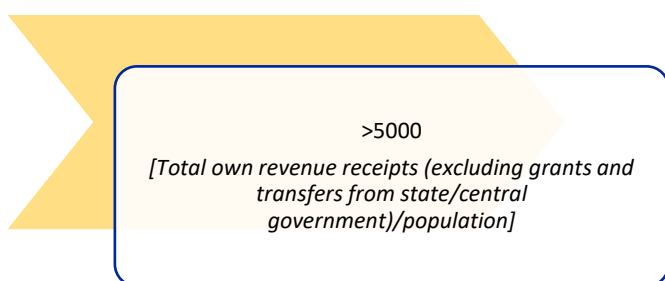 >5000
[Total own revenue receipts (excluding grants and
transfers from state/central
government)/population]